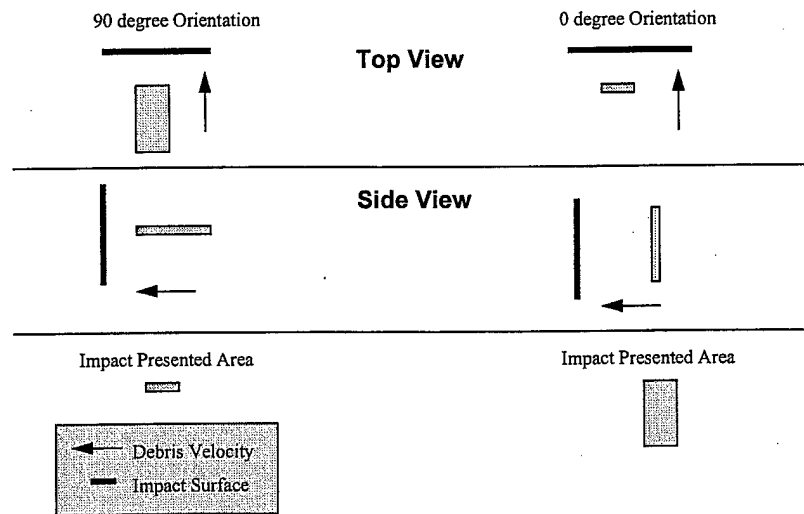 90 degree Orientation
0 degree Orientation
Top View
Side View
Impact Presented Area
Impact Presented Area
Debris Velocity
Impact Surface